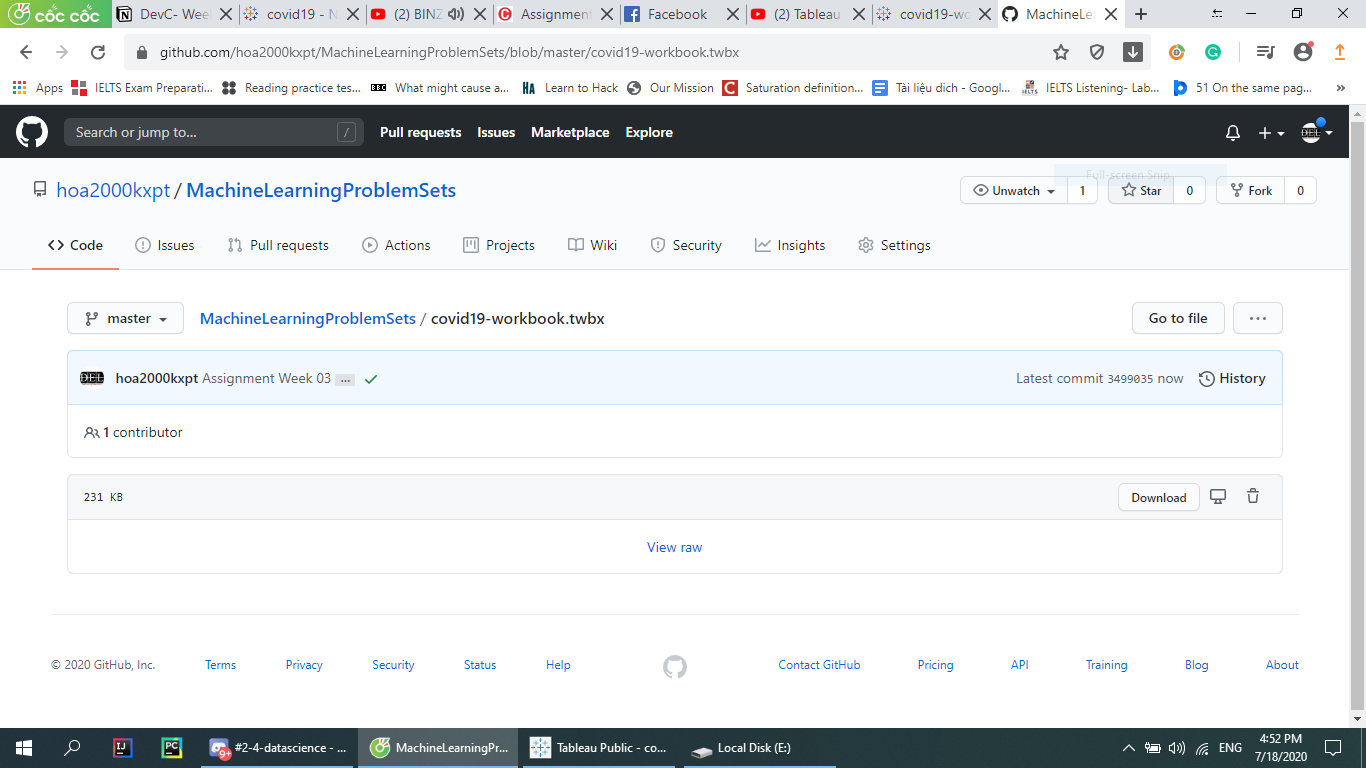 cốc cốc DevC- Wee covid19 - N (2) BINZ Assignment Facebook (2) Tableau covid19-wo MachineLea
github.com/hoa2000kxpt/MachineLearningProblemSets/blob/master/covid19-workbook.twbx
Apps IELTS Exam Preparati... Reading practice tes... BBC What might cause a... HA Learn to Hack Our Mission Saturation definition... Tài liệu dich - Googl... IELTS Listening- Lab... 51 On the same pag... »
Search or jump to... / Pull requests Issues Marketplace Explore
Full-screen Snip
hoa2000kxpt / MachineLearningProblemSets Unwatch 1 Star 0 Fork 0
Code Issues Pull requests Actions Projects Wiki Security Insights Settings
master MachineLearningProblemSets / covid19-workbook.twbx Go to file ...
DEL hoa2000kxpt Assignment Week 03 ... Latest commit 3499035 now History
1 contributor
231 KB Download
View raw
© 2020 GitHub, Inc. Terms Privacy Security Status Help Contact GitHub Pricing API Training Blog About
IJ PC 9+ #2-4-datascience - ... MachineLearningPr... Tableau Public - co... Local Disk (E:) ENG 4:52 PM
7/18/2020